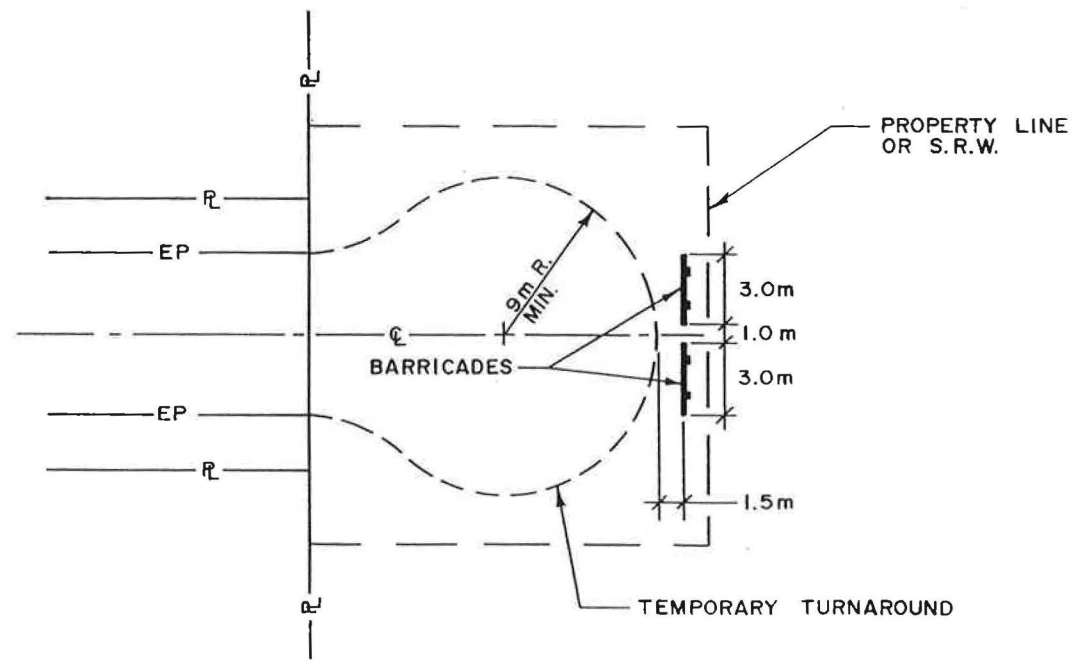 PL
PROPERTY LINE
OR S.R.W.
PL
EP
9m R.
MIN.
3.0m
CL
1.0m
BARRICADES
3.0m
EP
PL
1.5m
PL
TEMPORARY TURNAROUND